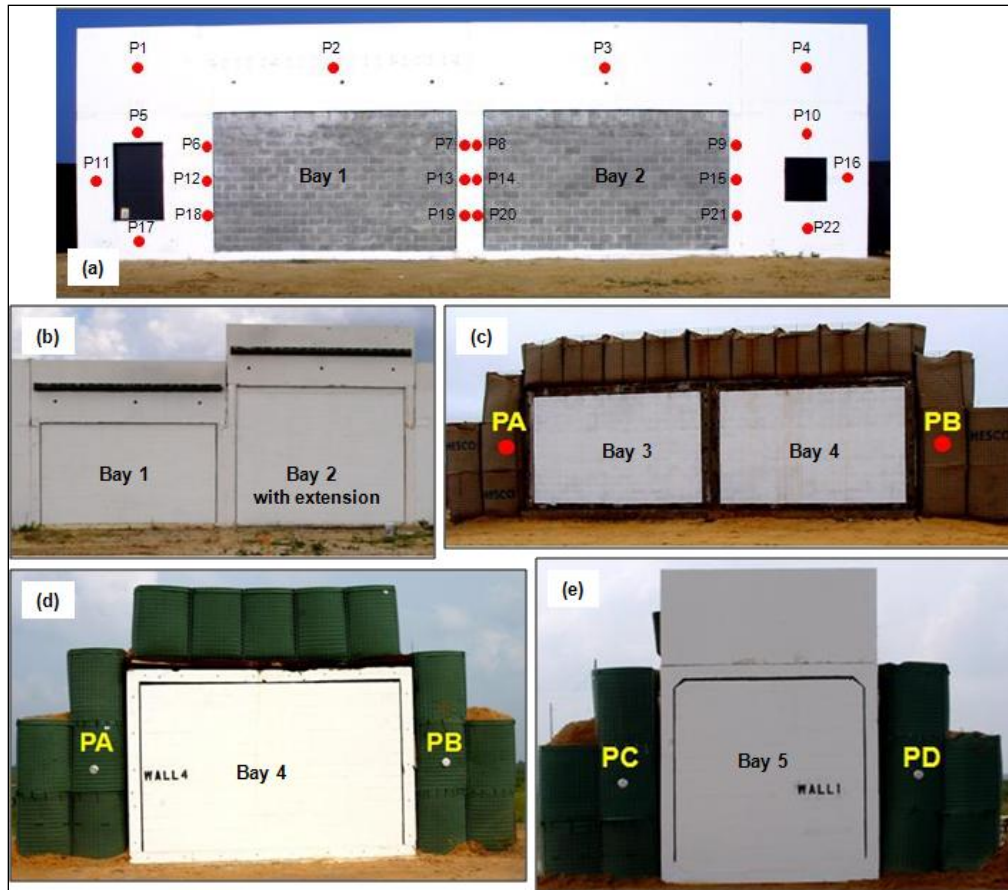 P1
P2
P3
P4
P5
P10
P6
P7
P8
P9
P11
P12
P13
P14
P15
P16
Bay 1
Bay 2
P18
P19
P20
P21
P17
P22
(a)
(b)
Bay 1
Bay 2
with extension
(c)
PA
PB
Bay 3
Bay 4
HESCO
HESCO
(d)
PA
PB
WALL4
Bay 4
(e)
PC
PD
Bay 5
WALL1